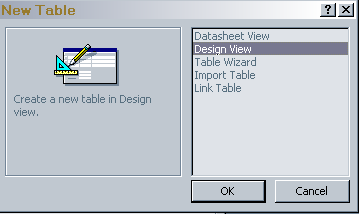 New Table
Create a new table in Design
view.
Datasheet View
Design View
Table Wizard
Import Table
Link Table
OK
Cancel